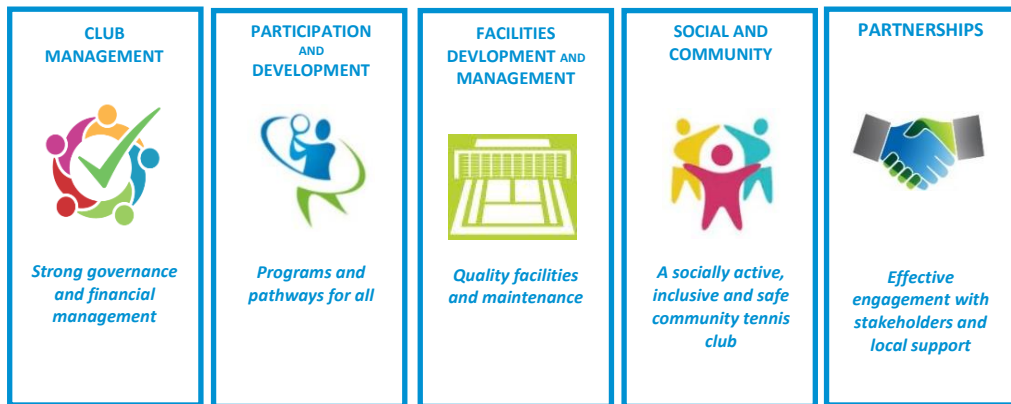 CLUB
MANAGEMENT
Strong governance
and financial
management
PARTICIPATION
AND
DEVELOPMENT
Programs and
pathways for all
FACILITIES
DEVLOPMENT AND
MANAGEMENT
Quality facilities
and maintenance
SOCIAL AND
COMMUNITY
A socially active,
inclusive and safe
community tennis
club
PARTNERSHIPS
Effective
engagement with
stakeholders and
local support